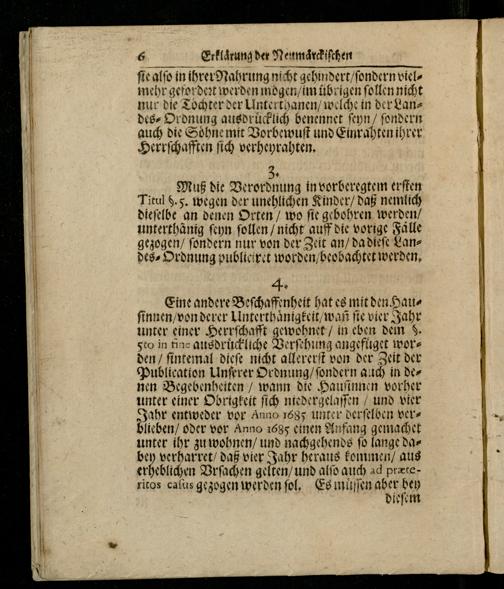 6 Erklärung der Neumärckischen
sie also in ihrer Nahrung nicht gehindert/sondern viel-
mehr gefordert werden mögen/im übrigen sollen nicht
nur die Töchter der Unterthanen/welche in der Lan-
des-Ordnung ausdrücklich benennet seyn/sondern
auch die Söhne mit Vorbewust und Einrahten ihrer
Herrschafften sich verheyrahten.
3.
Muß die Verordnung in vorberegtem ersten
Titul §. 5. wegen der unehlichen Kinder/daß nemlich
dieselbe an denen Orten/wo sie gebohren werden/
unterthänig seyn sollen/nicht auff die vorige Fälle
gezogen/sondern nur von der Zeit an/da diese Lan-
des-Ordnung publiciret worden/beobachtet werden.
4.
Eine andere Beschaffenheit hat es mit den Hau-
sinnen/von derer Unterthänigkeit/wañ sie vier Jahr
unter einer Herrschafft gewohnet/in eben dem §.
5to in fine ausdrückliche Versehung angefüget wor-
den/sintemal diese nicht allererst von der Zeit der
Publication Unserer Ordnung/sondern auch in de-
nen Begebenheiten/wann die Hausinnen vorher
unter einer Obrigkeit sich niedergelassen/und vier
Jahr entweder vor Anno 1685 unter derselben ver-
blieben/oder vor Anno 1685 einen Anfang gemachet
unter ihr zu wohnen/und nachgehends so lange da-
bey verharret/daß vier Jahr heraus kommen/aus
erheblichen Vrsachen gelten/und also auch ad præte-
ritos casus gezogen werden sol. Es müssen aber bey
diesem